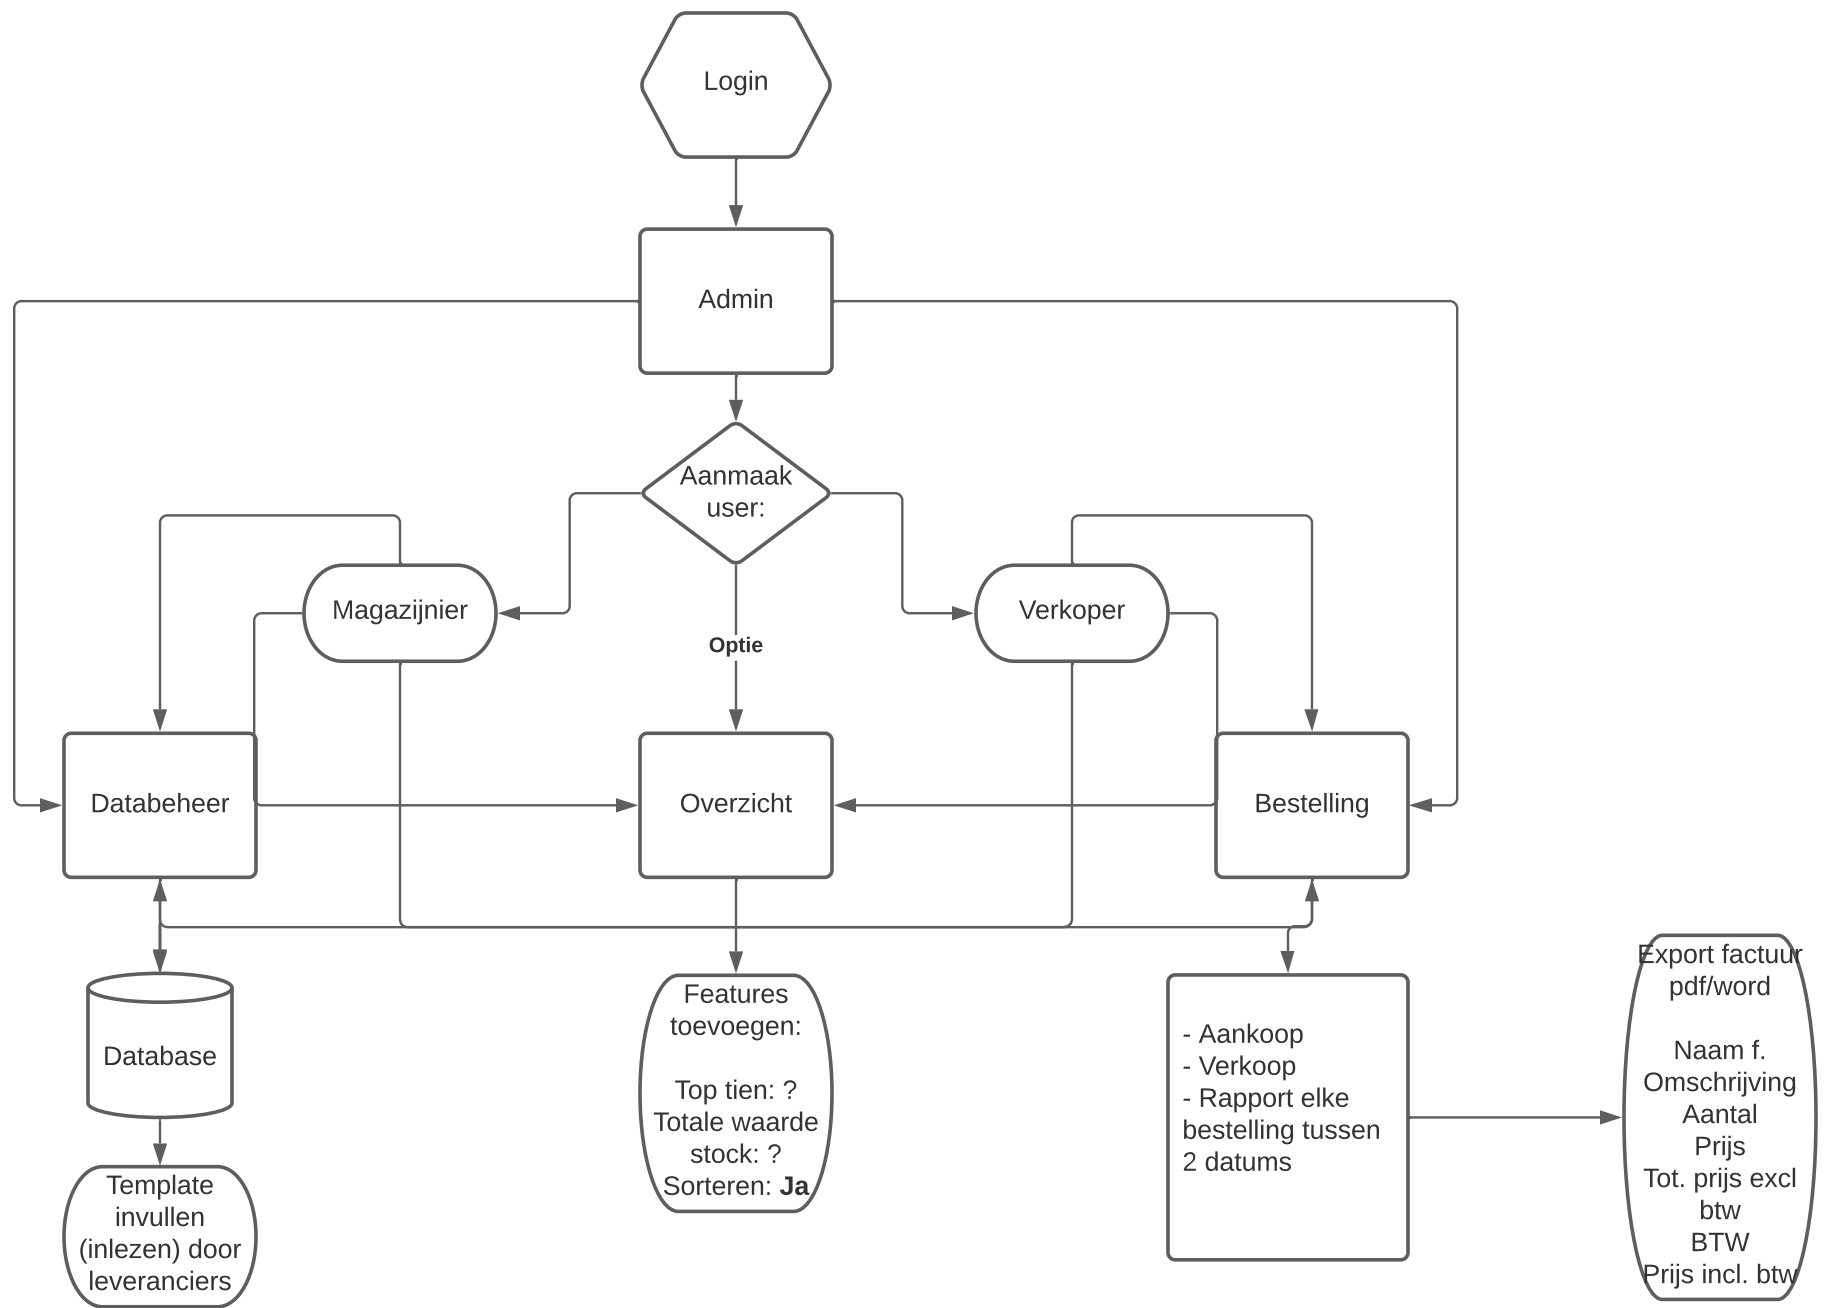 Login
Admin
Aanmaak
user:
Magazijnier
Verkoper
Optie
Databeheer
Overzicht
Bestelling
Database
Template
invullen
(inlezen) door
leveranciers
Features
toevoegen:
Top tien: ?
Totale waarde
stock: ?
Sorteren: Ja
- Aankoop
- Verkoop
- Rapport elke
bestelling tussen
2 datums
Export factuur
pdf/word
Naam f.
Omschrijving
Aantal
Prijs
Tot. prijs excl
btw
BTW
Prijs incl. btw